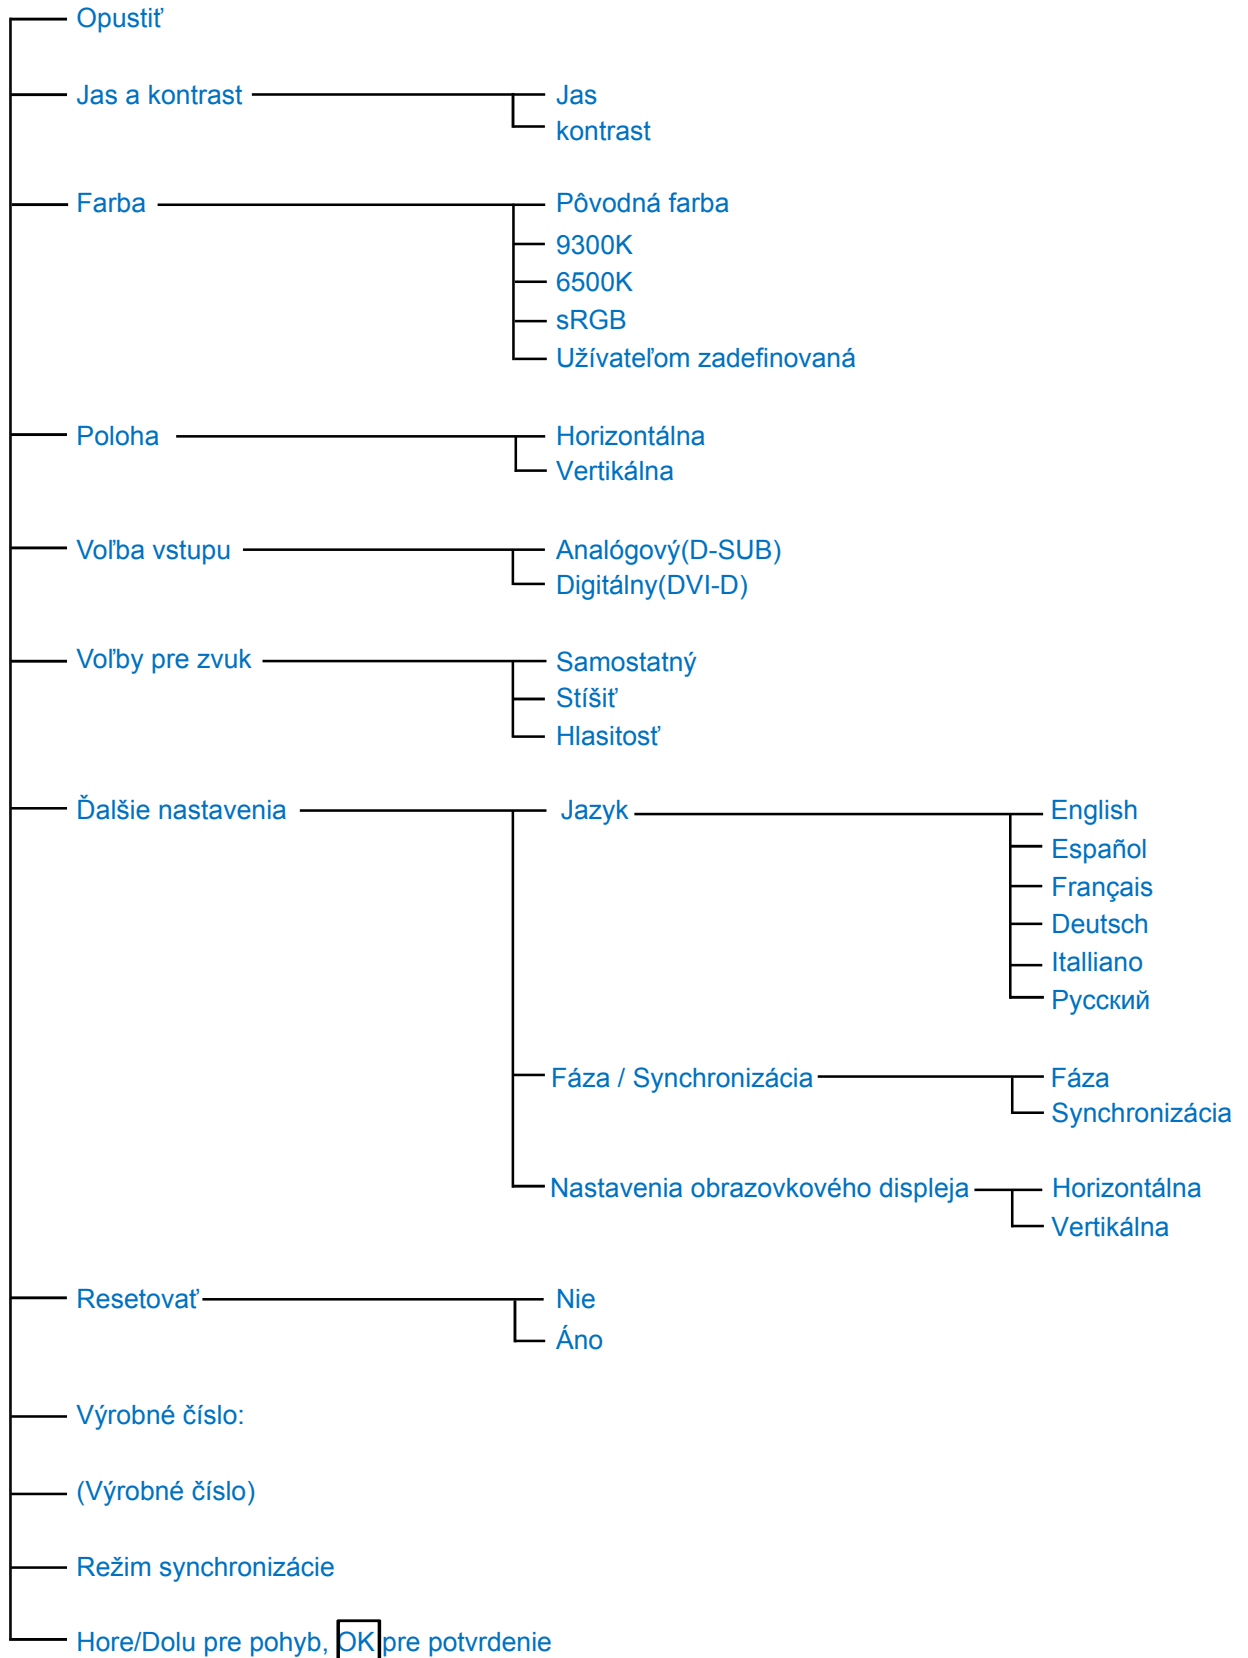 Opustiť
Jas a kontrast
Jas
kontrast
Farba
Pôvodná farba
9300K
6500K
sRGB
Užívateľom zadefinovaná
Poloha
Horizontálna
Vertikálna
Voľba vstupu
Analógový(D-SUB)
Digitálny(DVI-D)
Voľby pre zvuk
Samostatný
Stíšiť
Hlasitosť
Ďalšie nastavenia
Jazyk
English
Español
Français
Deutsch
Italliano
Русский
Fáza / Synchronizácia
Fáza
Synchronizácia
Nastavenia obrazovkového displeja
Horizontálna
Vertikálna
Resetovať
Nie
Áno
Výrobné číslo:
(Výrobné číslo)
Režim synchronizácie
Hore/Dolu pre pohyb, OK pre potvrdenie